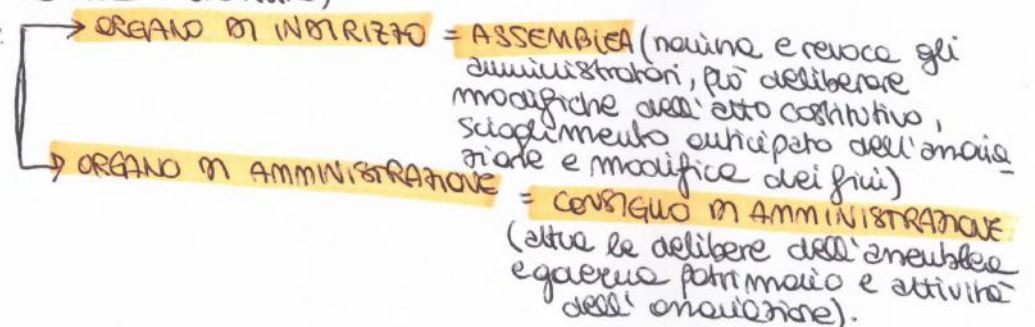 → ORGANO DI INDIRIZZO = ASSEMBLEA (nomina e revoca gli
amministratori, può deliberare
modifiche dell'atto costitutivo,
scioglimento anticipato dell'associa
zione e modifica dei fini)
→ ORGANO DI AMMINISTRAZIONE
= CONSIGLIO DI AMMINISTRAZIONE
(attua le delibere dell'assemblea
e governa patrimonio e attività
dell'associazione).